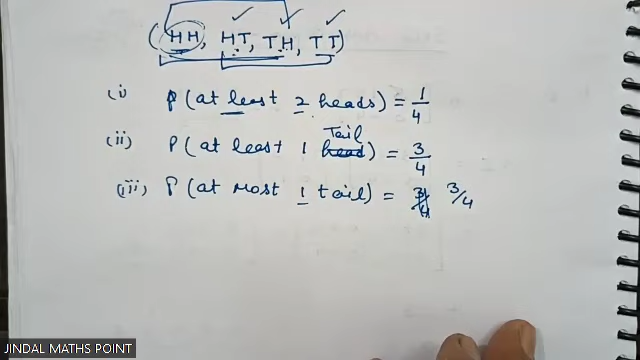 (HH, HT, TH, TT)
(i) P(at least 2 heads) = 1/4
(ii) P(at least 1 Tail) = 3/4
(iii) P(at most 1 tail) = 3/4
JINDAL MATHS POINT